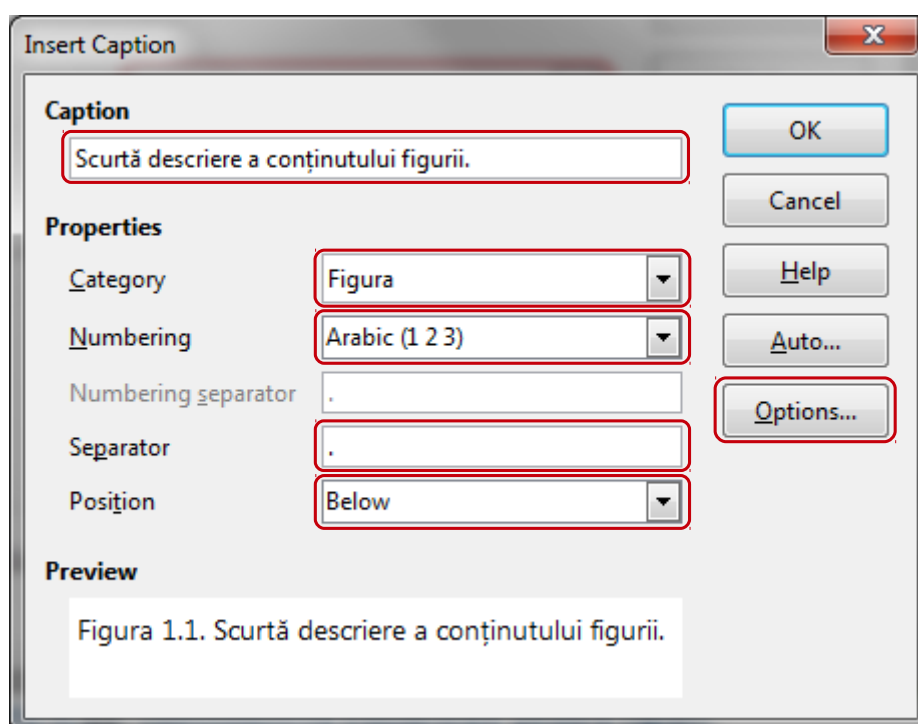 Insert Caption
Caption
Scurtă descriere a conținutului figurii.
Properties
Category
Figura
Numbering
Arabic (1 2 3)
Numbering separator
.
Separator
.
Position
Below
Preview
Figura 1.1. Scurtă descriere a conținutului figurii.
OK
Cancel
Help
Auto...
Options...